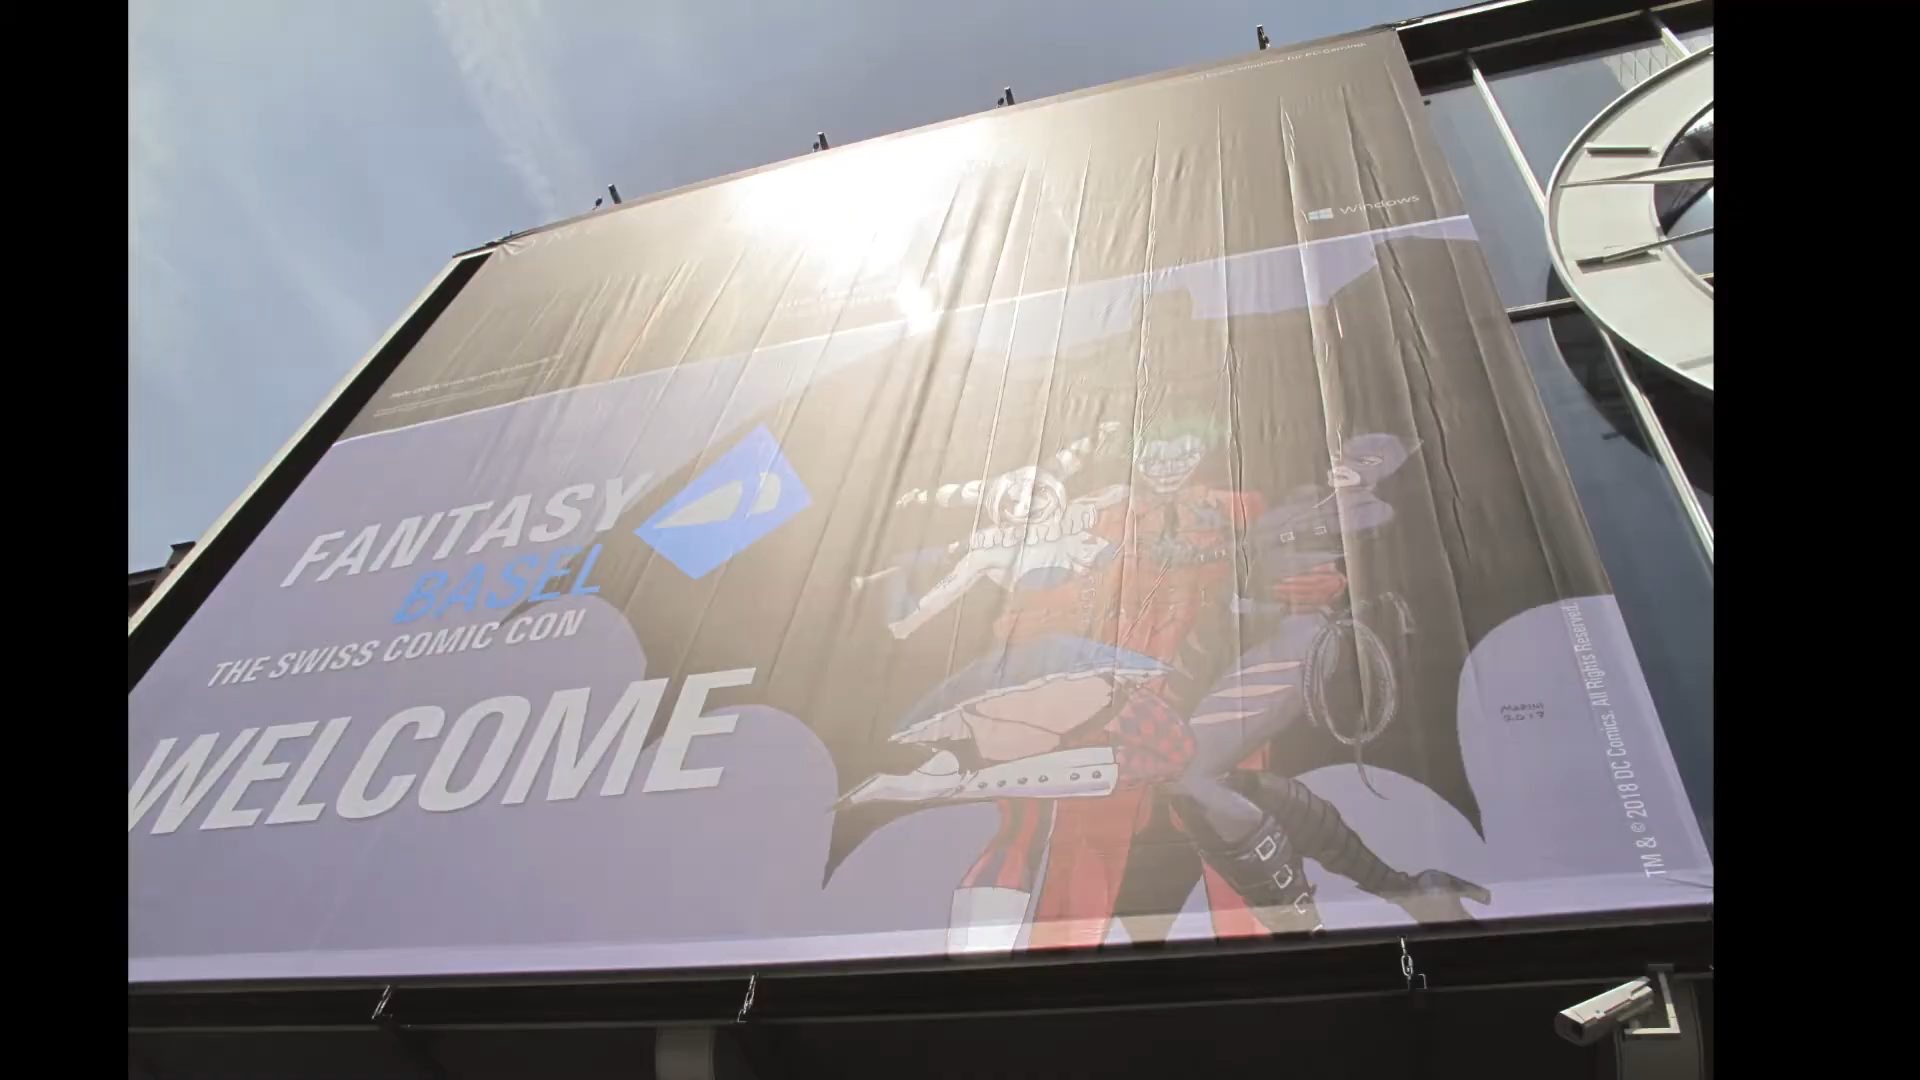 Windows
FANTASY
BASEL
THE SWISS COMIC CON
WELCOME
MARINI
2017
TM & © 2018 DC Comics. All Rights Reserved.